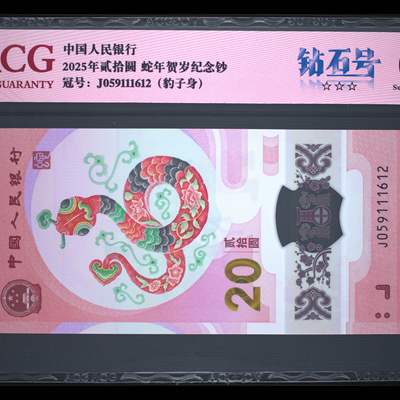 CG
GUARANTY
中国人民银行
2025年贰拾圆 蛇年贺岁纪念钞
冠号：J059111612（豹子身）
钻石号
☆☆☆
中国人民银行
贰拾圆
20
J059111612